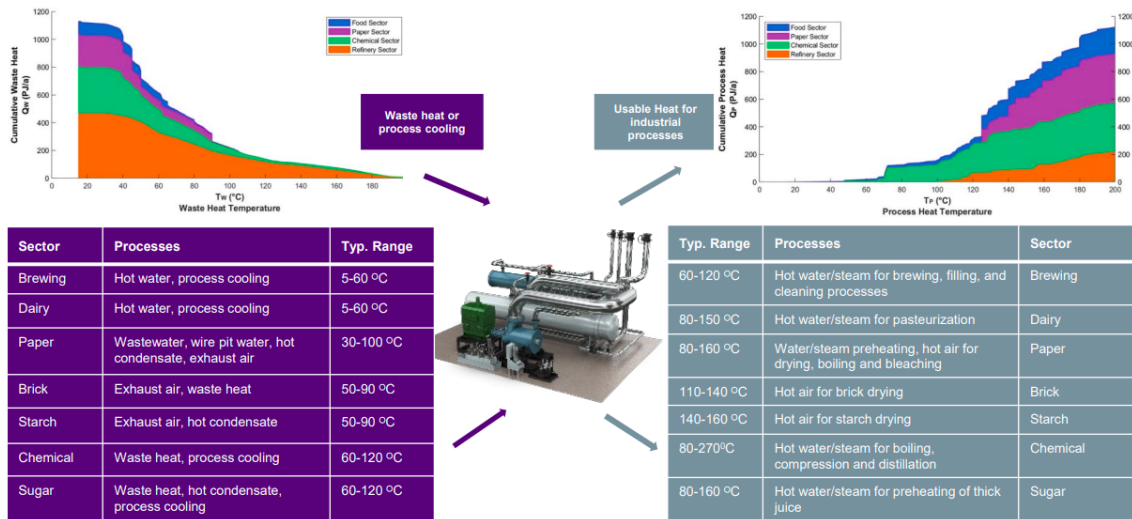 1200
1000
800
600
400
200
0
Cumulative Waste Heat
Qw (PJ/a)
Food Sector
Paper Sector
Chemical Sector
Refinery Sector
20 40 60 80 100 120 140 160 180
Tw (°C)
Waste Heat Temperature
Waste heat or
process cooling
Usable Heat for
industrial
processes
1200
1000
800
600
400
200
0
Cumulative Process Heat
QP (PJ/a)
Food Sector
Paper Sector
Chemical Sector
Refinery Sector
1200
1000
800
600
400
200
0
0 20 40 60 80 100 120 140 160 180 200
TP (°C)
Process Heat Temperature
Sector Processes Typ. Range
Brewing Hot water, process cooling 5-60 ºC
Dairy Hot water, process cooling 5-60 ºC
Paper Wastewater, wire pit water, hot 30-100 ºC
condensate, exhaust air
Brick Exhaust air, waste heat 50-90 ºC
Starch Exhaust air, hot condensate 50-90 ºC
Chemical Waste heat, process cooling 60-120 ºC
Sugar Waste heat, hot condensate, 60-120 ºC
process cooling
Typ. Range Processes Sector
60-120 ºC Hot water/steam for brewing, filling, and Brewing
cleaning processes
80-150 ºC Hot water/steam for pasteurization Dairy
80-160 ºC Water/steam preheating, hot air for Paper
drying, boiling and bleaching
110-140 ºC Hot air for brick drying Brick
140-160 ºC Hot air for starch drying Starch
80-270⁰C Hot water/steam for boiling, Chemical
compression and distillation
80-160 ºC Hot water/steam for preheating of thick Sugar
juice